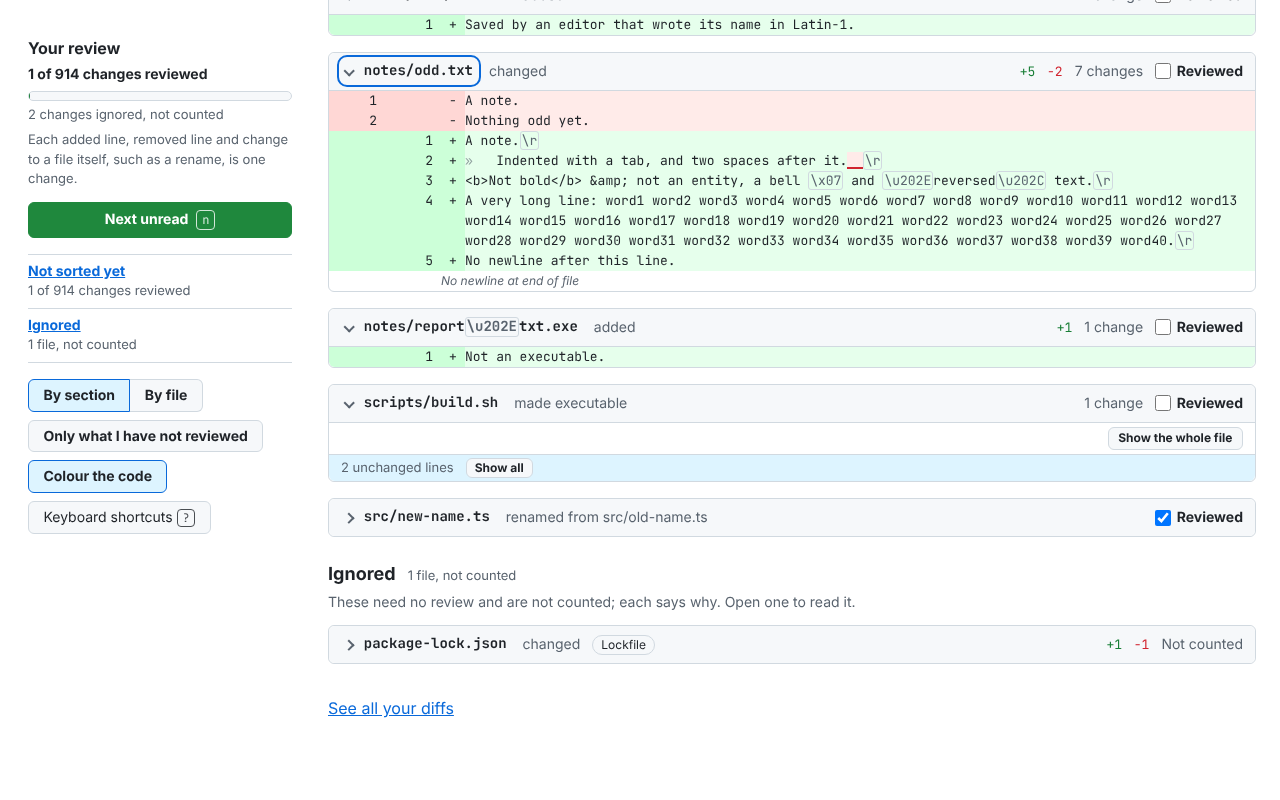 Your review
1 of 914 changes reviewed
2 changes ignored, not counted
Each added line, removed line and change
to a file itself, such as a rename, is one
change.
Next unread n
Not sorted yet
1 of 914 changes reviewed
Ignored
1 file, not counted
By section By file
Only what I have not reviewed
Colour the code
Keyboard shortcuts ?
1 + Saved by an editor that wrote its name in Latin-1.
notes/odd.txt changed +5 -2 7 changes Reviewed
1 - A note.
2 - Nothing odd yet.
1 + A note.\r
2 + » Indented with a tab, and two spaces after it. \r
3 + <b>Not bold</b> &amp; not an entity, a bell \x07 and \u202Ereversed\u202C text.\r
4 + A very long line: word1 word2 word3 word4 word5 word6 word7 word8 word9 word10 word11 word12 word13
word14 word15 word16 word17 word18 word19 word20 word21 word22 word23 word24 word25 word26 word27
word28 word29 word30 word31 word32 word33 word34 word35 word36 word37 word38 word39 word40.\r
5 + No newline after this line.
No newline at end of file
notes/report\u202Etxt.exe added +1 1 change Reviewed
1 + Not an executable.
scripts/build.sh made executable 1 change Reviewed
Show the whole file
2 unchanged lines Show all
src/new-name.ts renamed from src/old-name.ts Reviewed
Ignored 1 file, not counted
These need no review and are not counted; each says why. Open one to read it.
package-lock.json changed Lockfile +1 -1 Not counted
See all your diffs